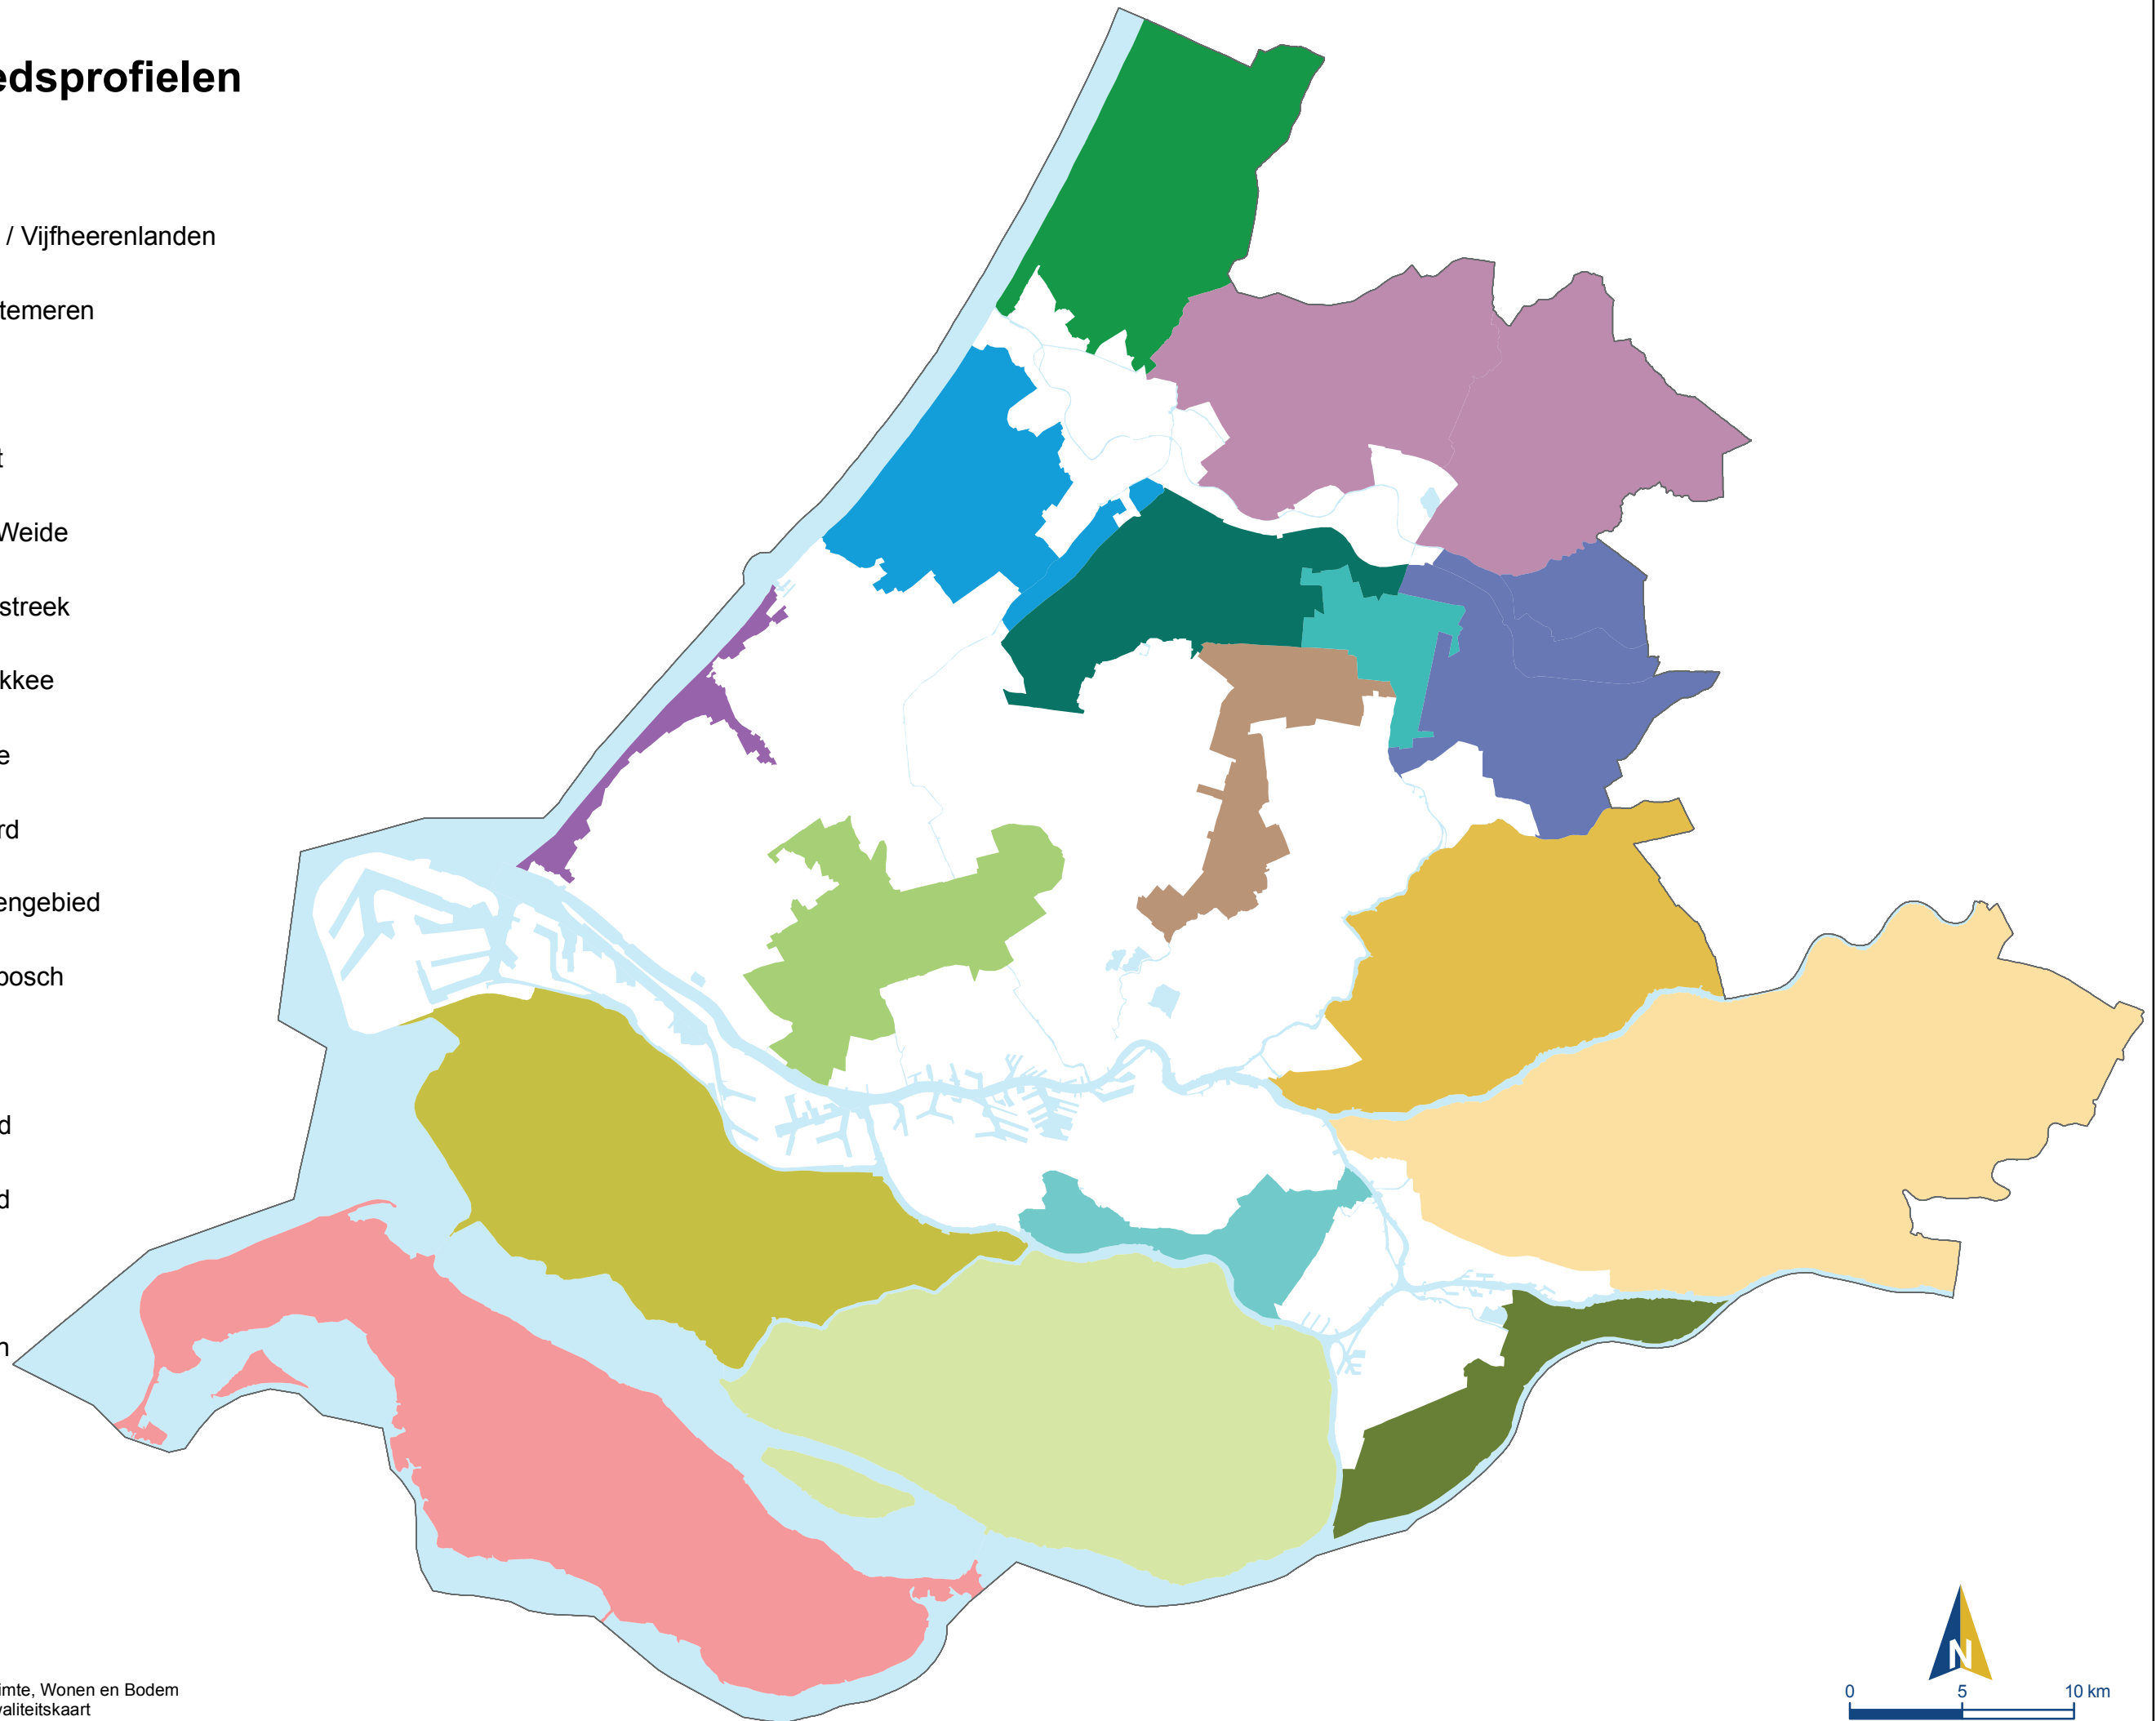 edsprofielen
/ Vijfheerenlanden
temeren
t
Weide
streek
kkee
e
rd
engebied
bosch
d
d
n
imte, Wonen en Bodem
valiteitskaart
N
0 5 10 km